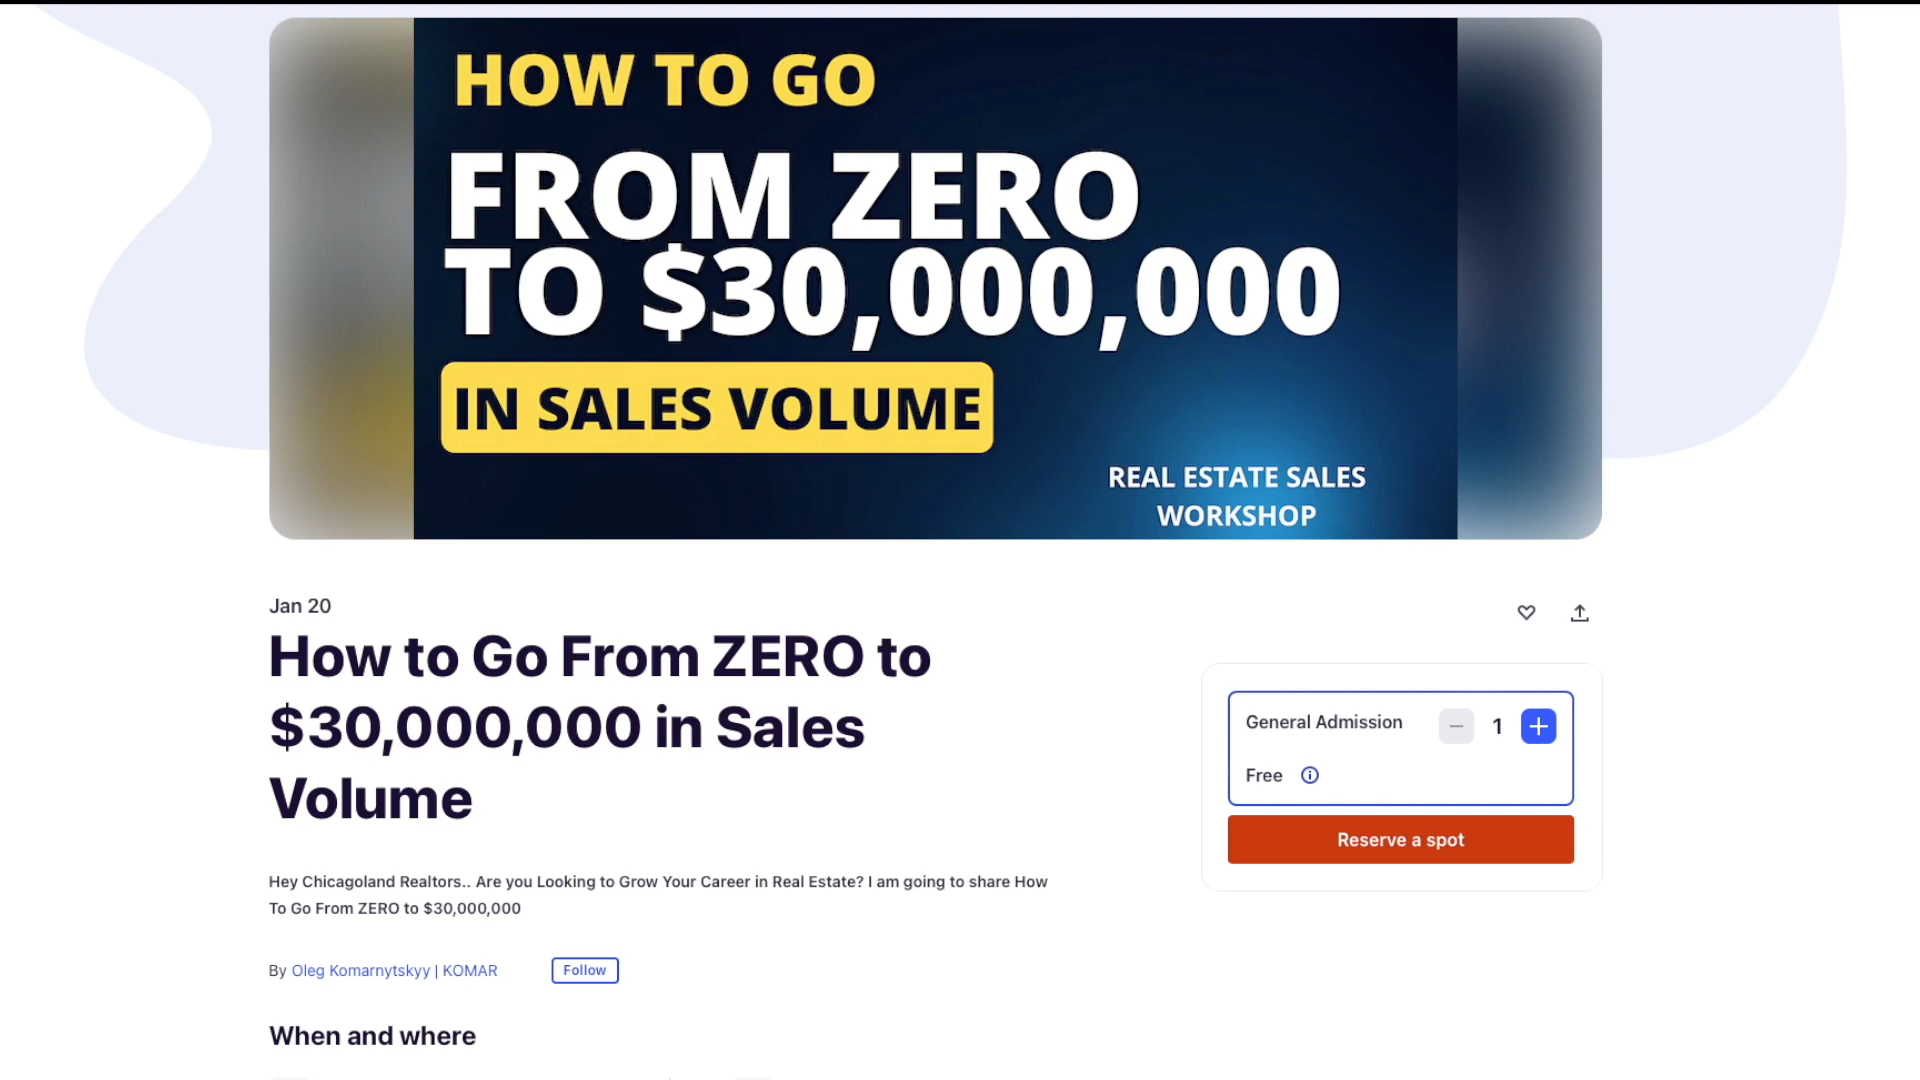 HOW TO GO
FROM ZERO
TO $30,000,000
IN SALES VOLUME
REAL ESTATE SALES
WORKSHOP
Jan 20
How to Go From ZERO to
$30,000,000 in Sales
Volume
General Admission
1
Free
Reserve a spot
Hey Chicagoland Realtors.. Are you Looking to Grow Your Career in Real Estate? I am going to share How
To Go From ZERO to $30,000,000
By Oleg Komarnytskyy | KOMAR
Follow
When and where